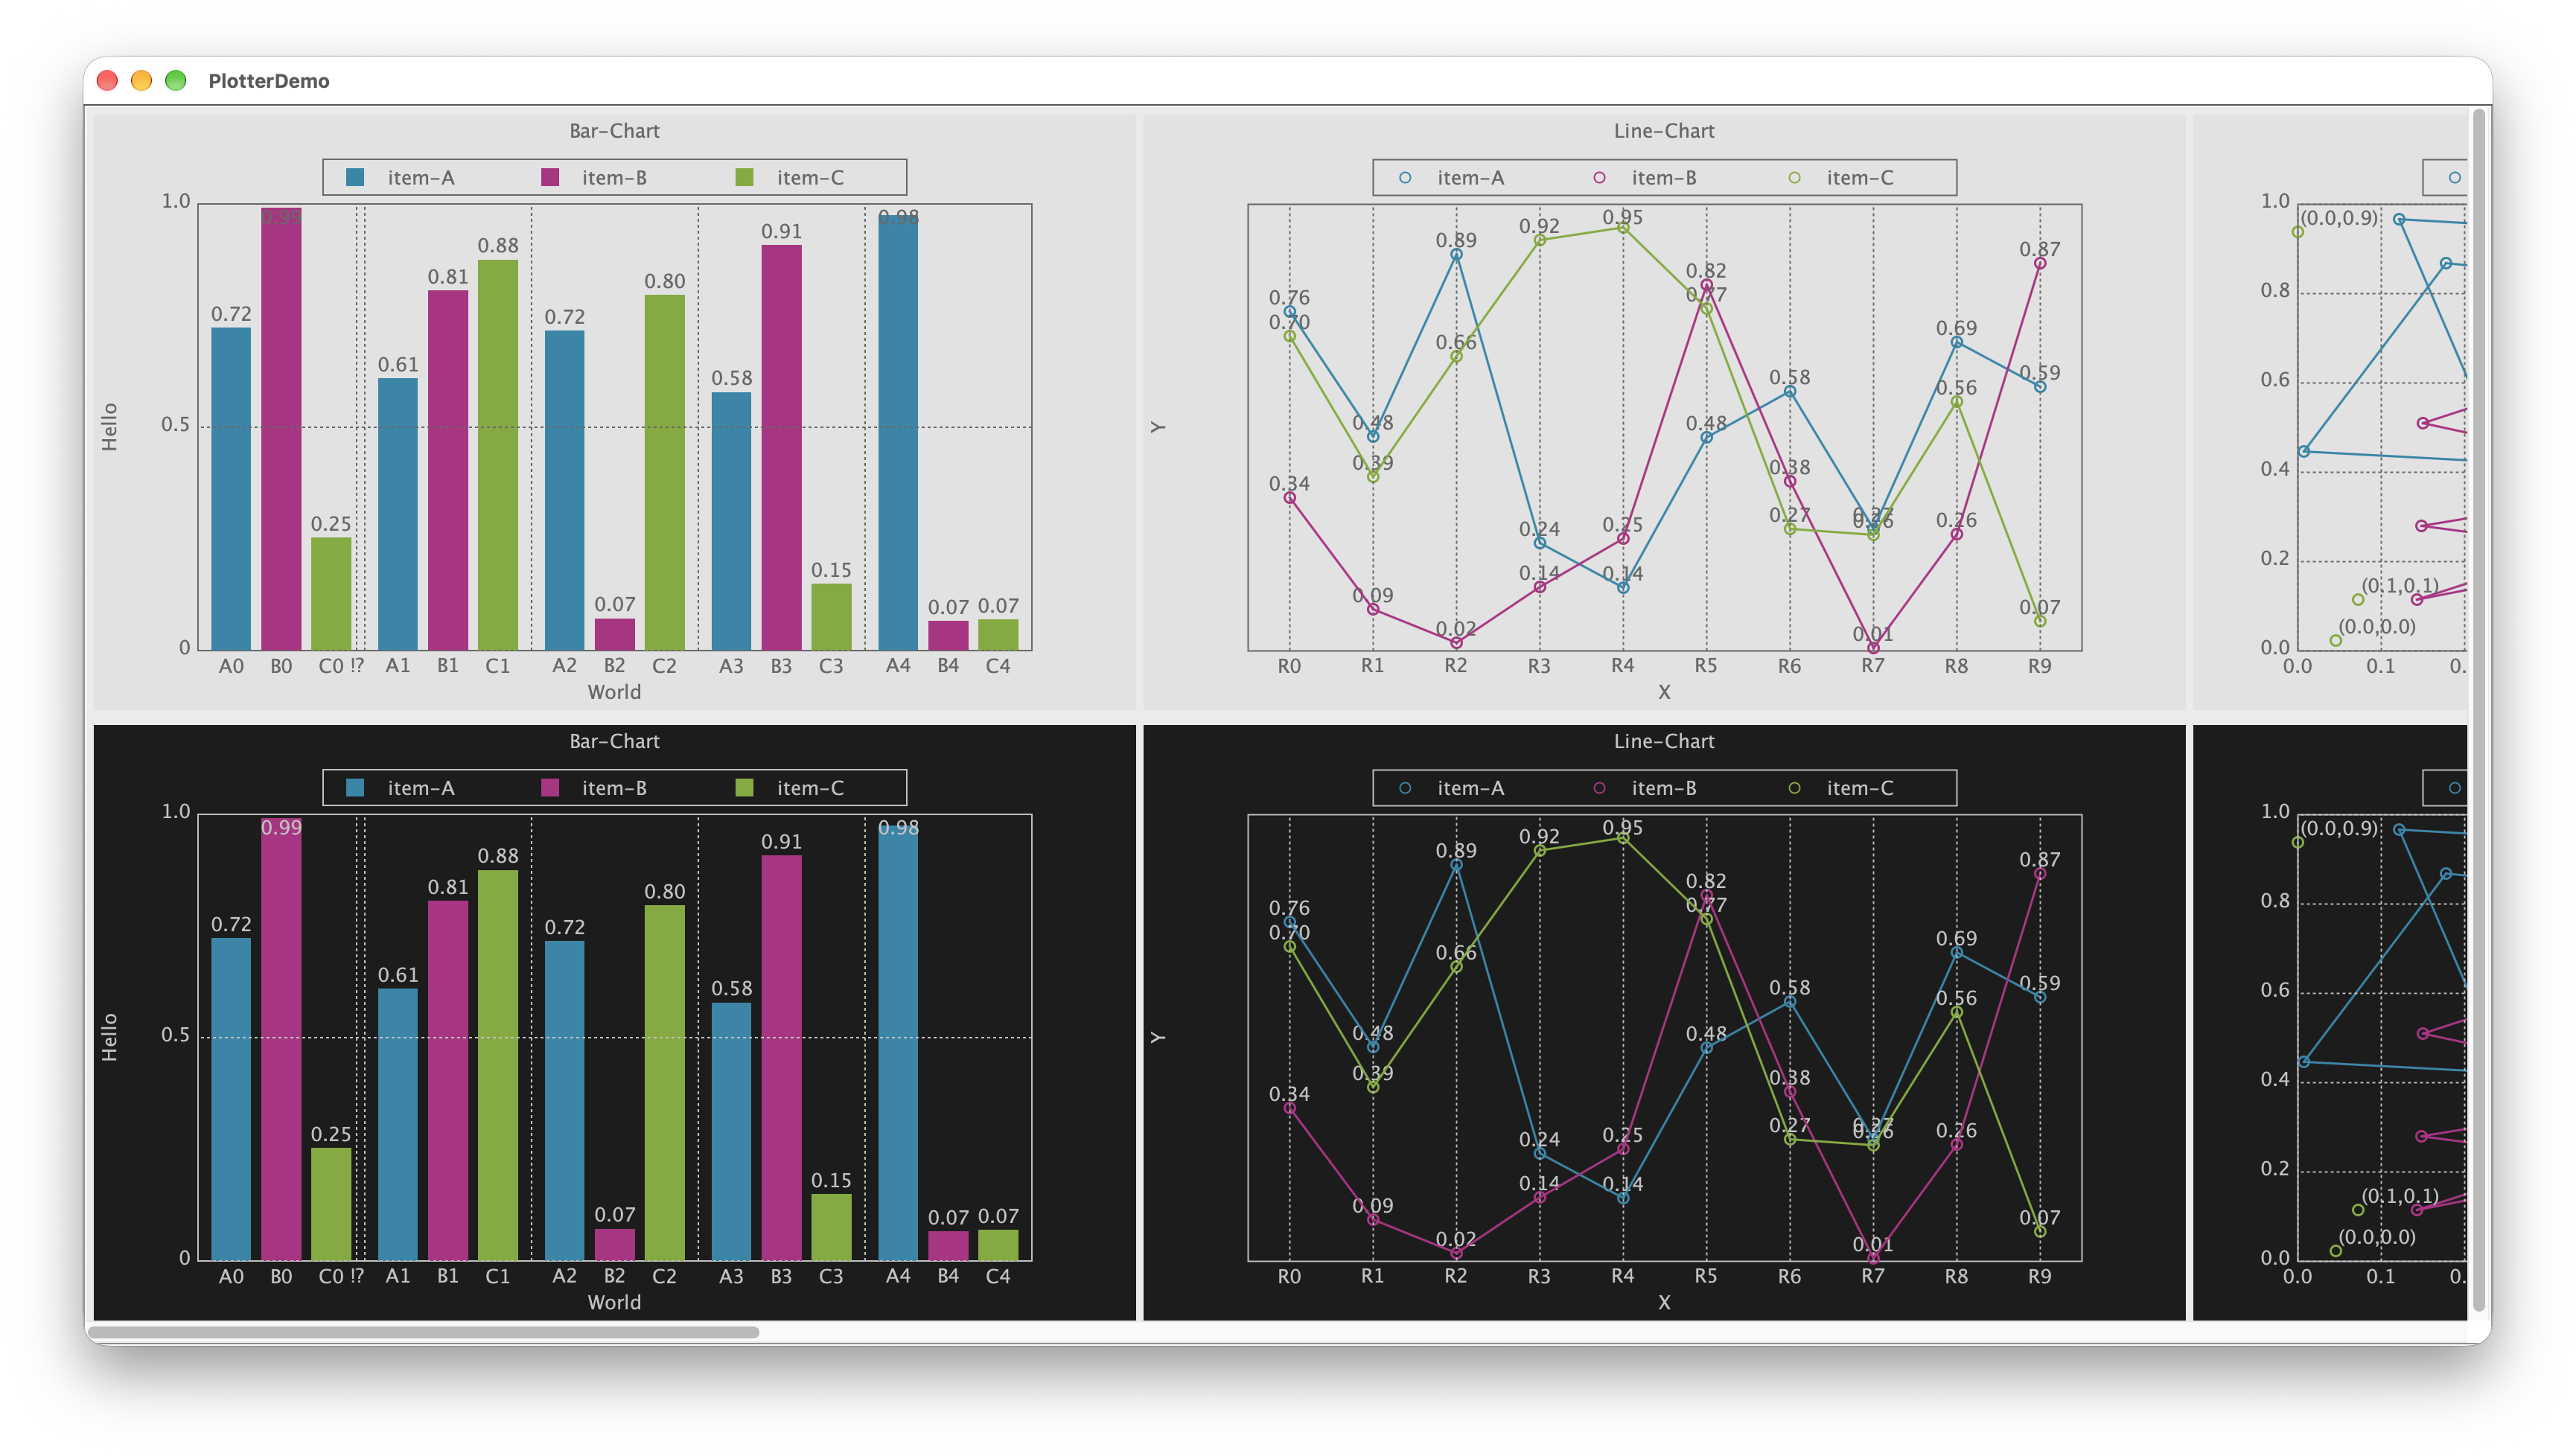 PlotterDemo
Bar-Chart
item-A item-B item-C
1.0
0.5
0
Hello
0.72 0.99 0.25 0.61 0.81 0.88 0.72 0.07 0.80 0.58 0.91 0.15 0.98 0.07 0.07
A0 B0 C0 !? A1 B1 C1 A2 B2 C2 A3 B3 C3 A4 B4 C4
World
Line-Chart
item-A item-B item-C
Y
0.76 0.48 0.89 0.24 0.14 0.48 0.58 0.27 0.69 0.59
0.34 0.09 0.02 0.14 0.25 0.82 0.38 0.01 0.26 0.87
0.70 0.39 0.66 0.92 0.95 0.77 0.27 0.26 0.56 0.07
R0 R1 R2 R3 R4 R5 R6 R7 R8 R9
X
1.0
0.8
0.6
0.4
0.2
0.0
(0.0,0.9)
(0.1,0.1)
(0.0,0.0)
0.0 0.1 0.
Bar-Chart
item-A item-B item-C
1.0
0.5
0
Hello
0.72 0.99 0.25 0.61 0.81 0.88 0.72 0.07 0.80 0.58 0.91 0.15 0.98 0.07 0.07
A0 B0 C0 !? A1 B1 C1 A2 B2 C2 A3 B3 C3 A4 B4 C4
World
Line-Chart
item-A item-B item-C
Y
0.76 0.48 0.89 0.24 0.14 0.48 0.58 0.27 0.69 0.59
0.34 0.09 0.02 0.14 0.25 0.82 0.38 0.01 0.26 0.87
0.70 0.39 0.66 0.92 0.95 0.77 0.27 0.26 0.56 0.07
R0 R1 R2 R3 R4 R5 R6 R7 R8 R9
X
1.0
0.8
0.6
0.4
0.2
0.0
(0.0,0.9)
(0.1,0.1)
(0.0,0.0)
0.0 0.1 0.